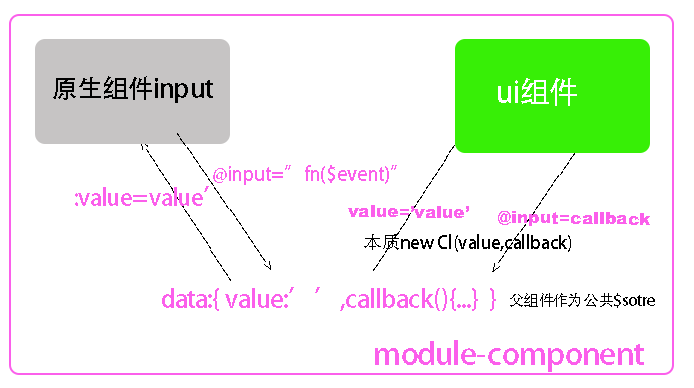 原生组件input
ui组件
@input=”fn($event)”
:value=value’
value=’value’
@input=callback
本质new Cl(value,callback)
data:{ value:’ ’ ,callback(){...} }
父组件作为公共$sotre
module-component